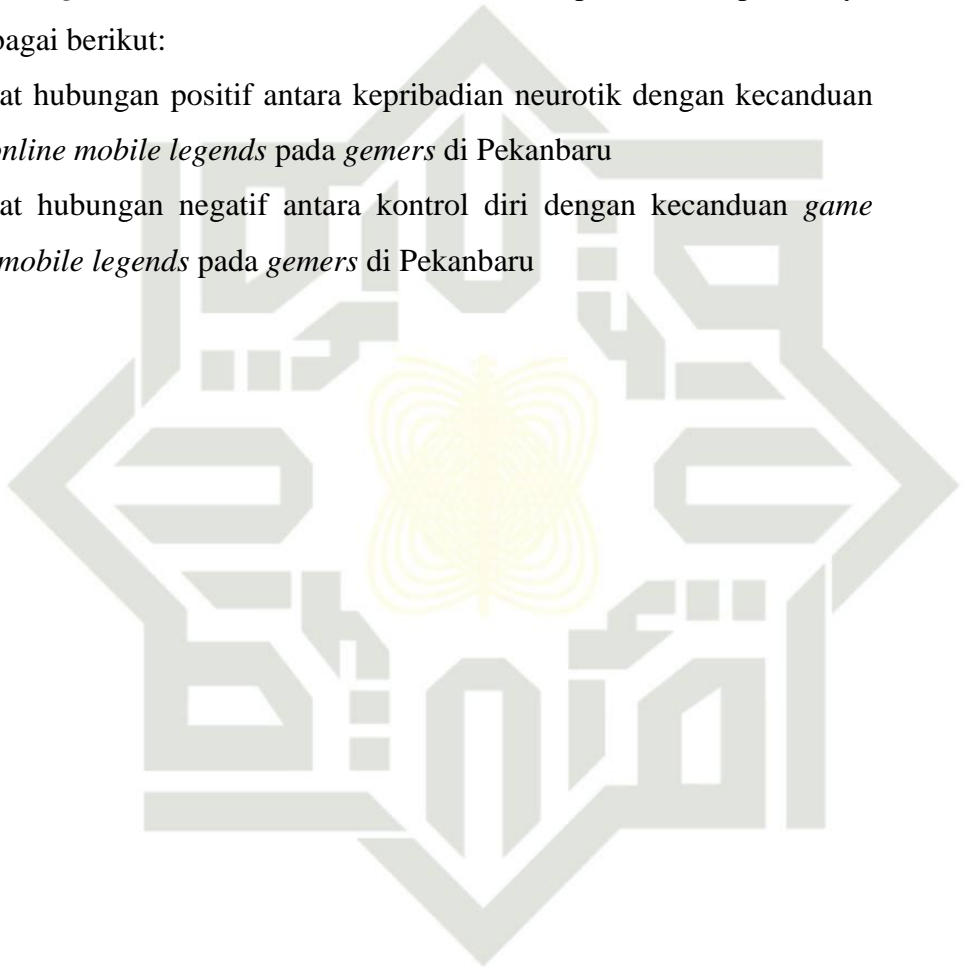 bagai berikut:
at hubungan positif antara kepribadian neurotik dengan kecanduan
online mobile legends pada gemers di Pekanbaru
at hubungan negatif antara kontrol diri dengan kecanduan game
mobile legends pada gemers di Pekanbaru